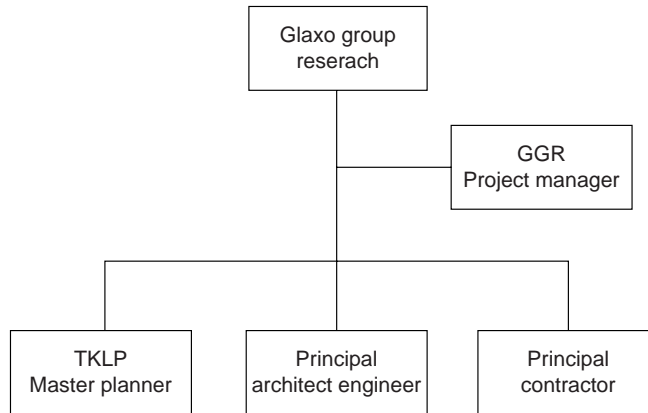 Glaxo group
reserach
GGR
Project manager
TKLP
Master planner
Principal
architect engineer
Principal
contractor